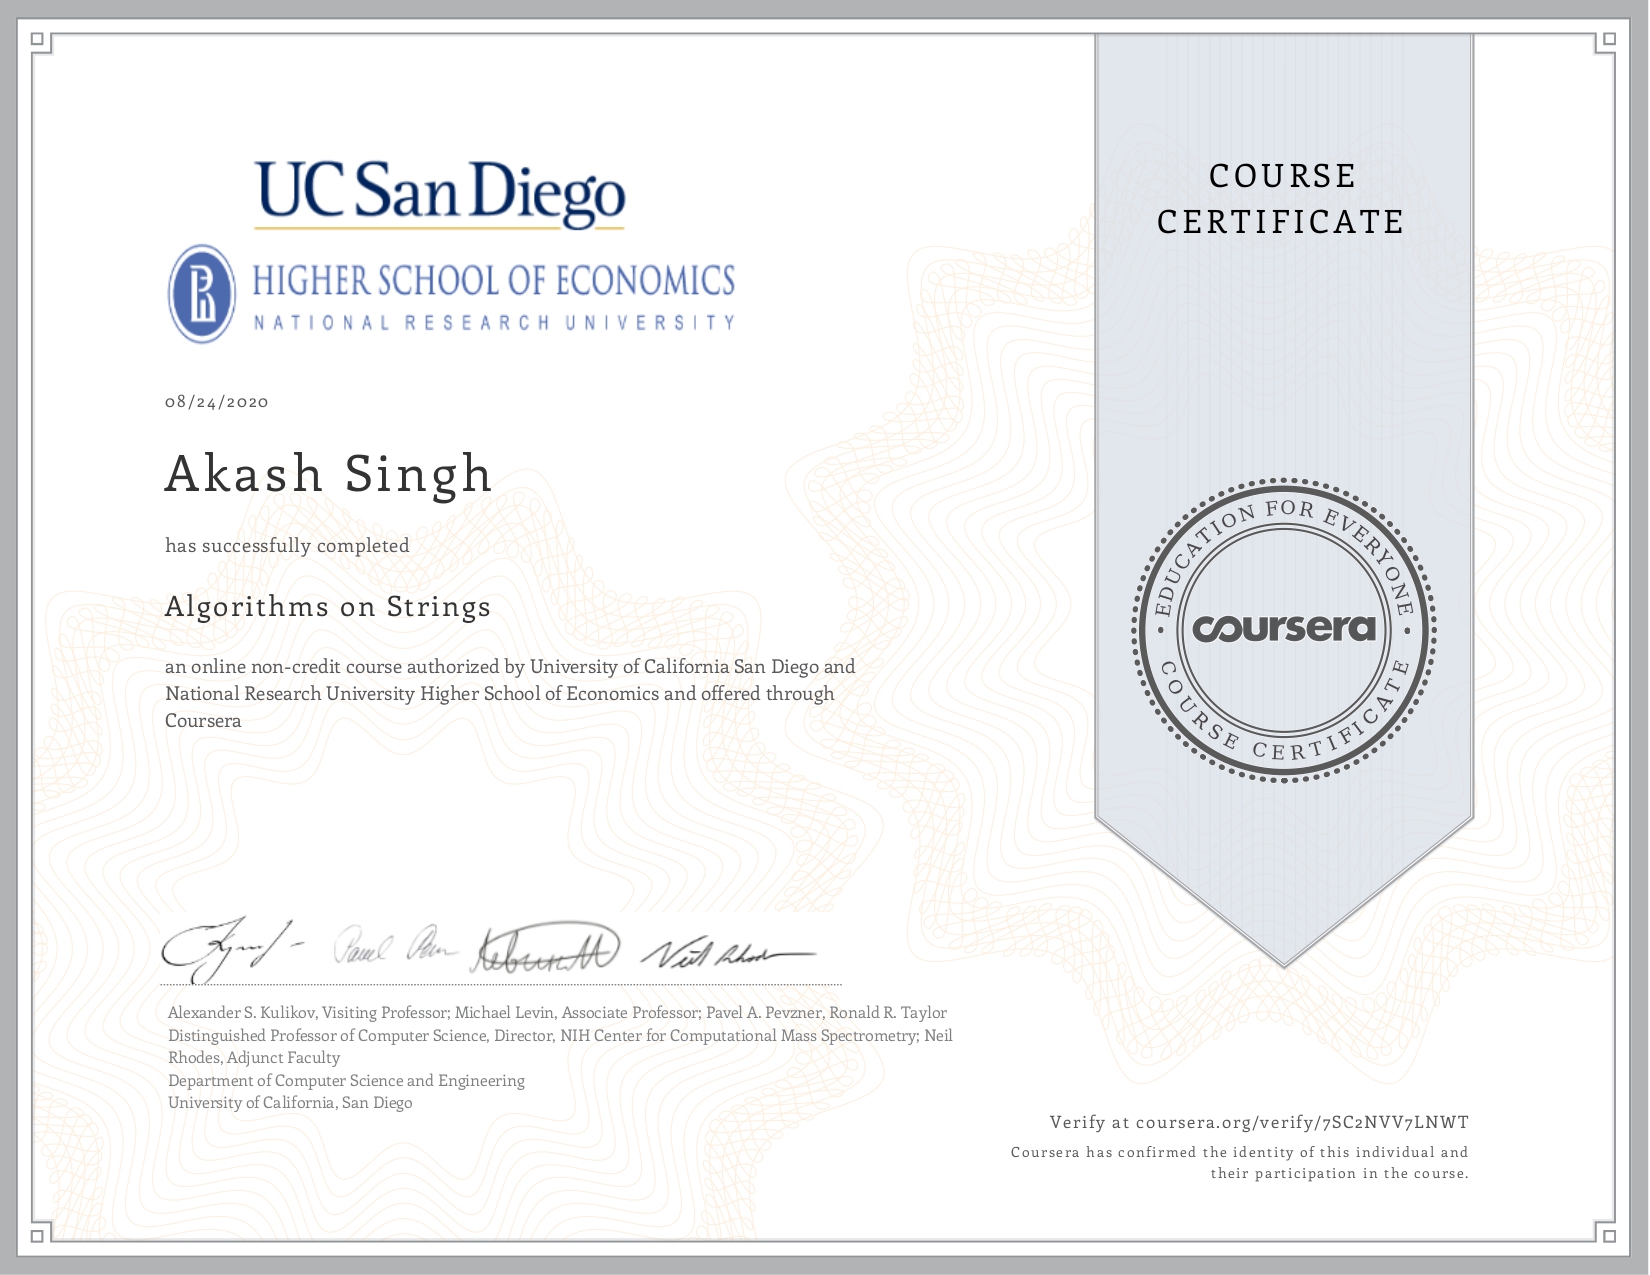 UC San Diego
HIGHER SCHOOL OF ECONOMICS
NATIONAL RESEARCH UNIVERSITY
08/24/2020
Akash Singh
has successfully completed
Algorithms on Strings
an online non-credit course authorized by University of California San Diego and
National Research University Higher School of Economics and offered through
Coursera
Alexander S. Kulikov, Visiting Professor; Michael Levin, Associate Professor; Pavel A. Pevzner, Ronald R. Taylor
Distinguished Professor of Computer Science, Director, NIH Center for Computational Mass Spectrometry; Neil
Rhodes, Adjunct Faculty
Department of Computer Science and Engineering
University of California, San Diego
COURSE
CERTIFICATE
EDUCATION FOR EVERYONE
coursera
COURSE CERTIFICATE
Verify at coursera.org/verify/7SC2NVV7LNWT
Coursera has confirmed the identity of this individual and
their participation in the course.